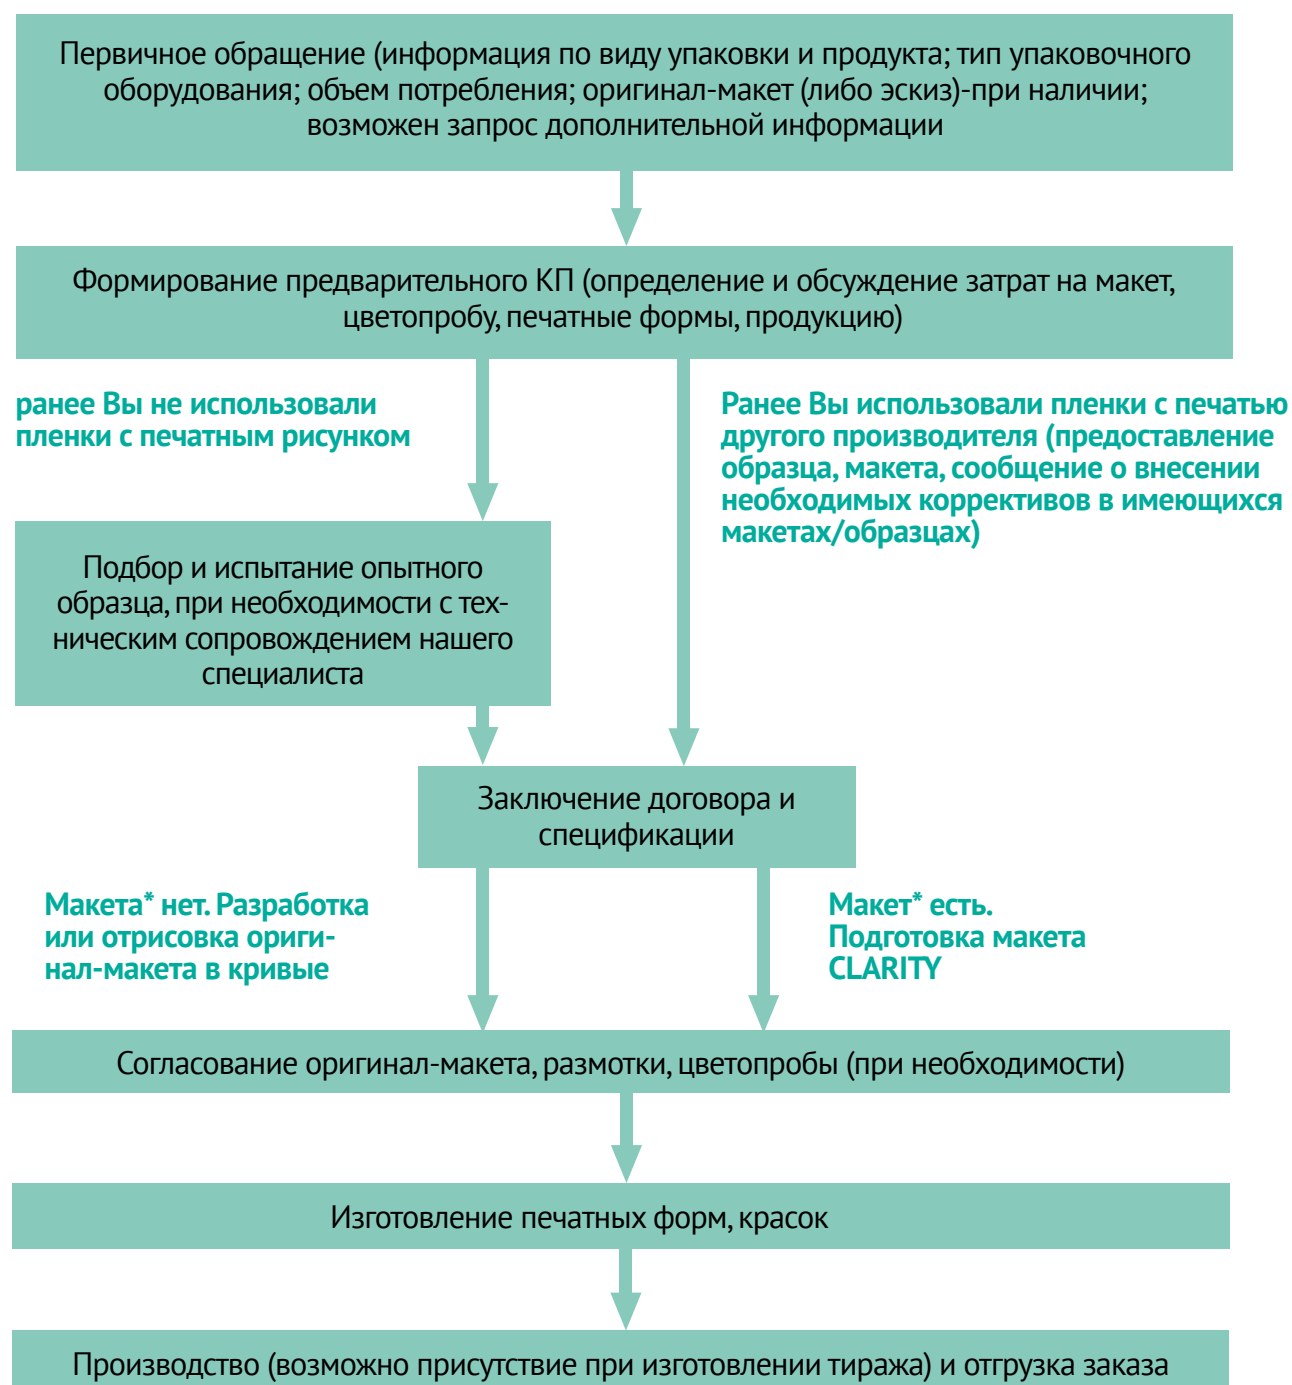 Первичное обращение (информация по виду упаковки и продукта; тип упаковочного
оборудования; объем потребления; оригинал-макет (либо эскиз)-при наличии;
возможен запрос дополнительной информации
Формирование предварительного КП (определение и обсуждение затрат на макет,
цветопробу, печатные формы, продукцию)
ранее Вы не использовали
пленки с печатным рисунком
Ранее Вы использовали пленки с печатью
другого производителя (предоставление
образца, макета, сообщение о внесении
необходимых коррективов в имеющихся
макетах/образцах)
Подбор и испытание опытного
образца, при необходимости с тех-
ническим сопровождением нашего
специалиста
Заключение договора и
спецификации
Макета* нет. Разработка
или отрисовка ориги-
нал-макета в кривые
Макет* есть.
Подготовка макета
CLARITY
Согласование оригинал-макета, размотки, цветопробы (при необходимости)
Изготовление печатных форм, красок
Производство (возможно присутствие при изготовлении тиража) и отгрузка заказа